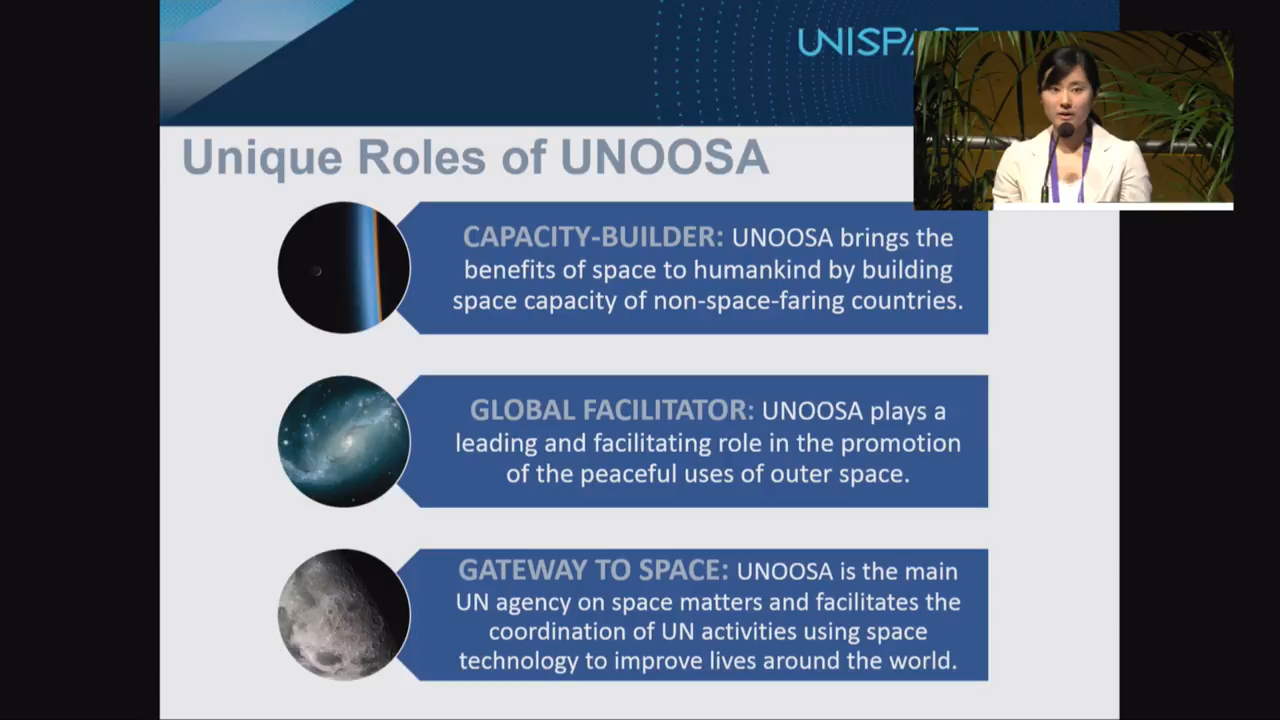 Unique Roles of UNOOSA
CAPACITY-BUILDER: UNOOSA brings the
benefits of space to humankind by building
space capacity of non-space-faring countries.
GLOBAL FACILITATOR: UNOOSA plays a
leading and facilitating role in the promotion
of the peaceful uses of outer space.
GATEWAY TO SPACE: UNOOSA is the main
UN agency on space matters and facilitates the
coordination of UN activities using space
technology to improve lives around the world.